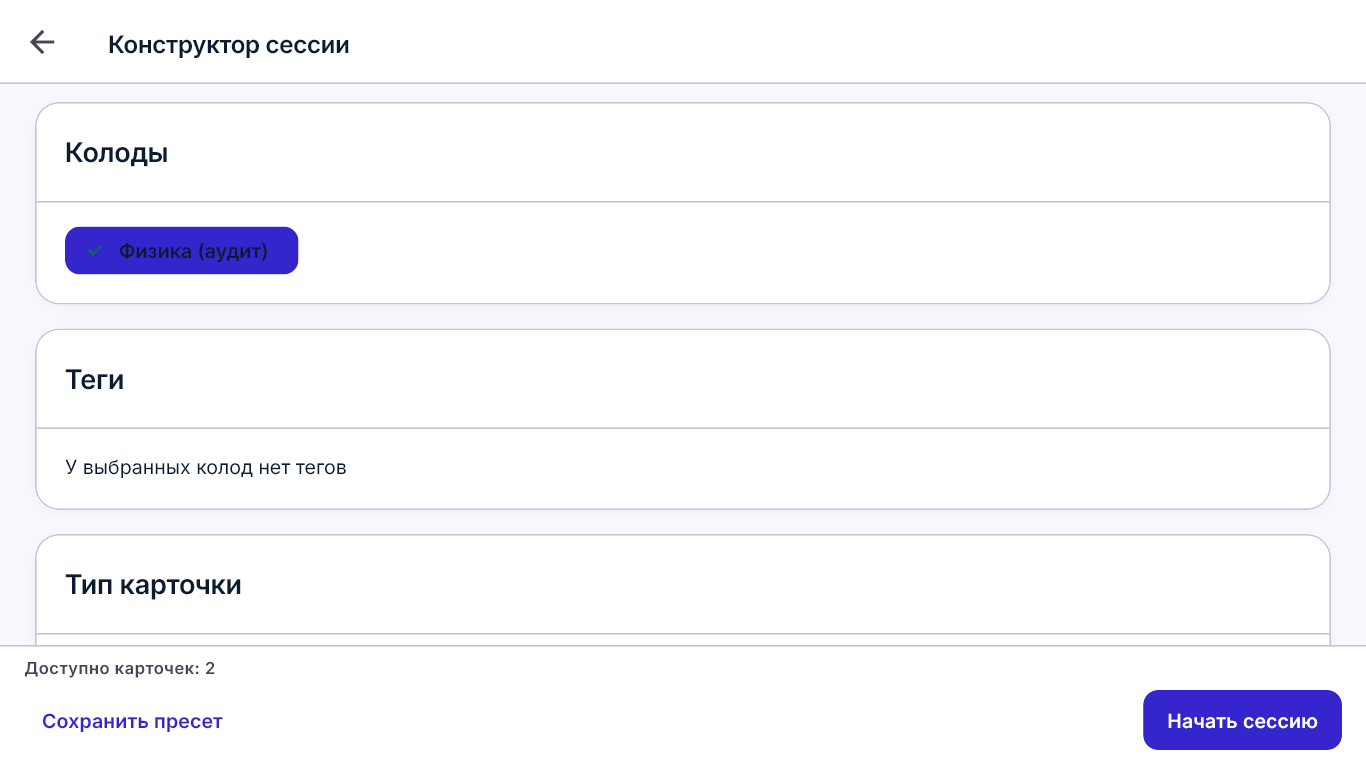 Конструктор сессии
Колоды
Физика (аудит)
Теги
У выбранных колод нет тегов
Тип карточки
Доступно карточек: 2
Сохранить пресет
Начать сессию